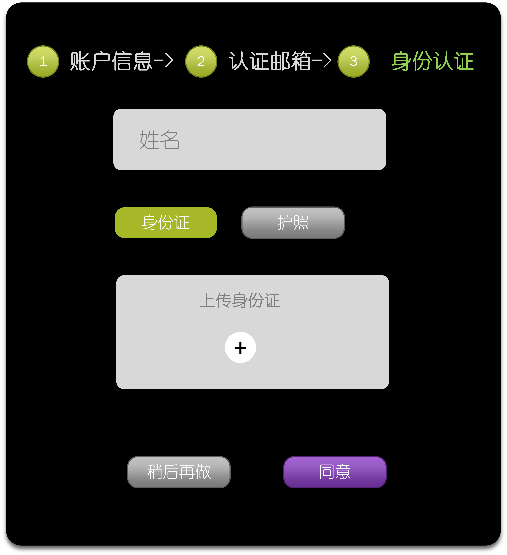 1 账户信息-> 2 认证邮箱-> 3 身份认证
姓名
身份证 护照
上传身份证
+
稍后再做 同意